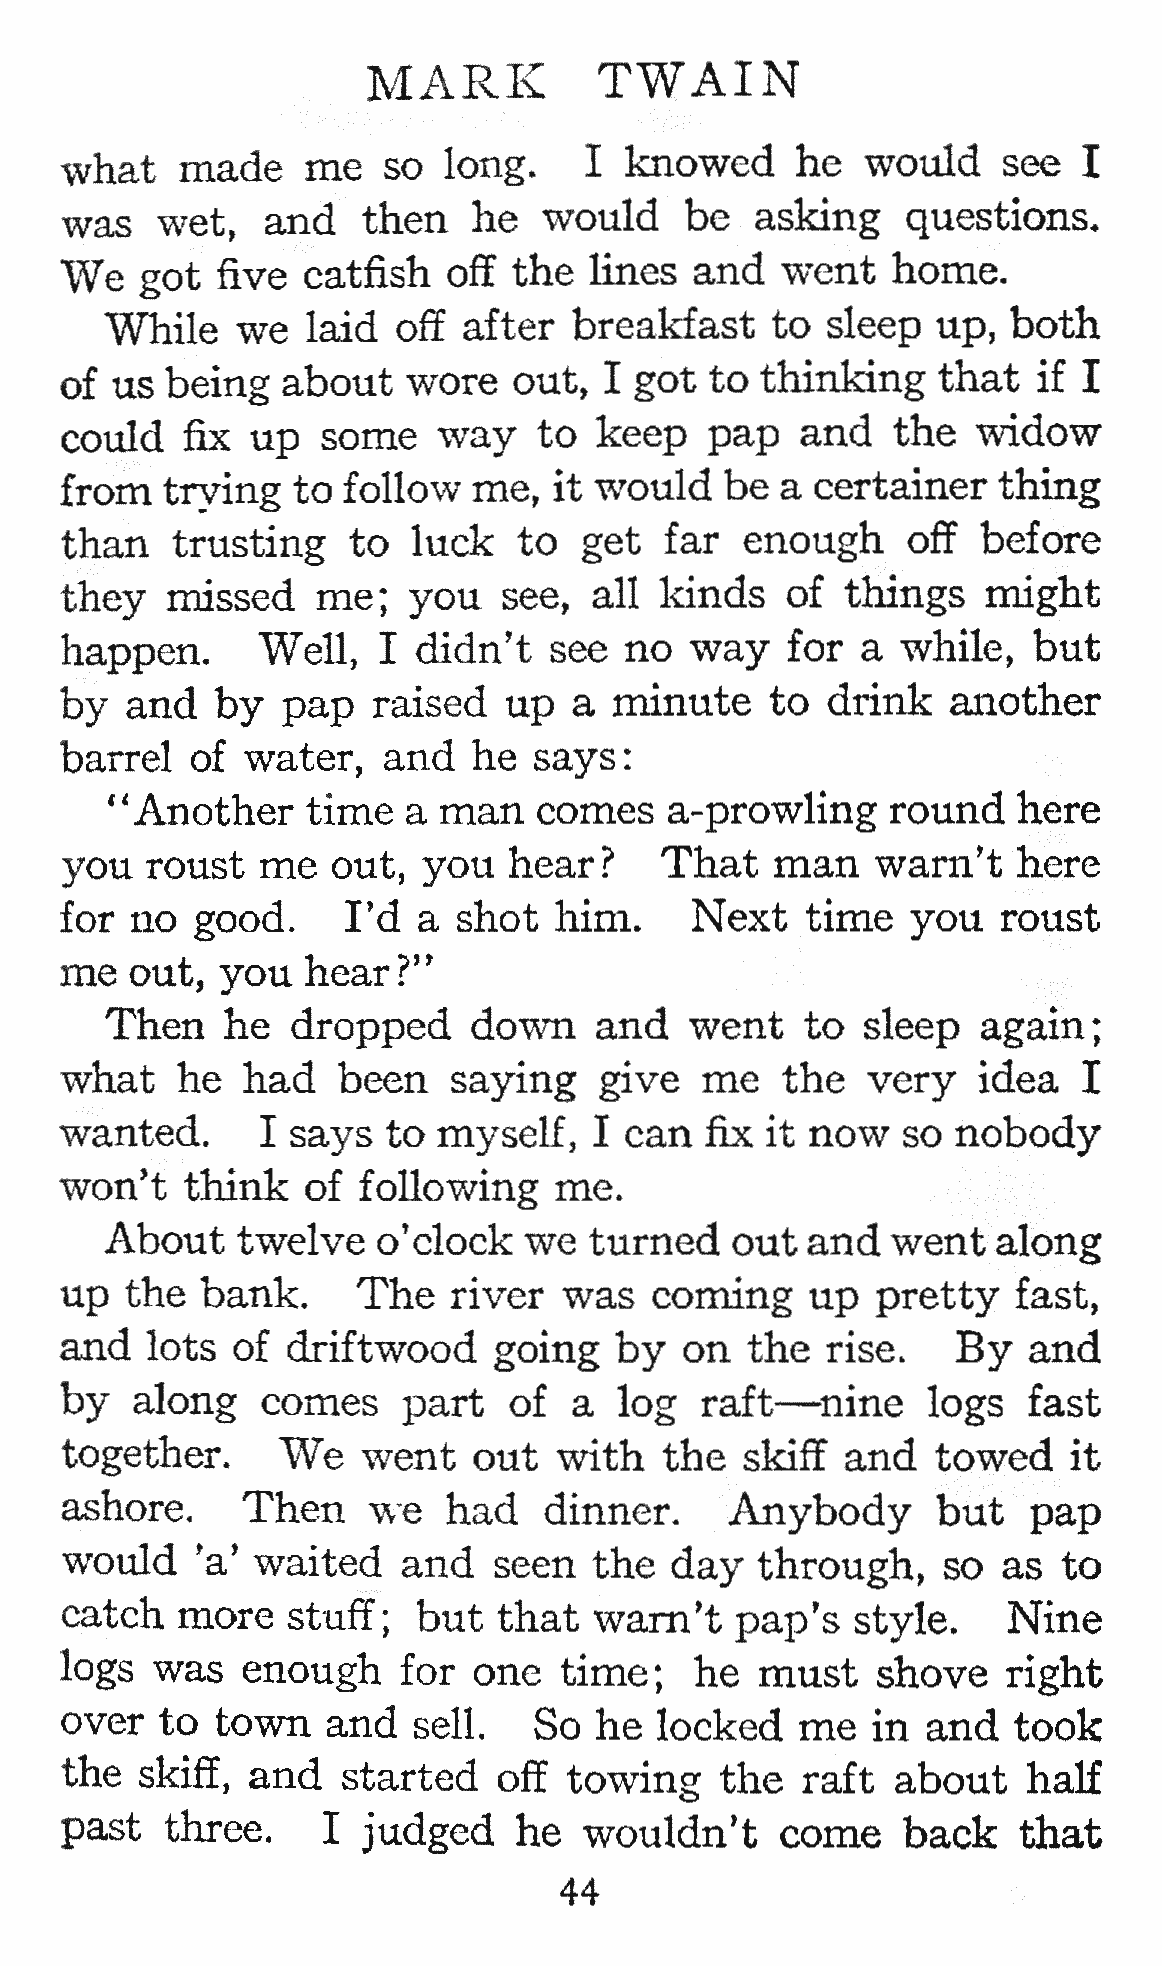 MARK TWAIN
what made me so long. I knowed he would see I
was wet, and then he would be asking questions.
We got five catfish off the lines and went home.
While we laid off after breakfast to sleep up, both
of us being about wore out, I got to thinking that if I
could fix up some way to keep pap and the widow
from trying to follow me, it would be a certainer thing
than trusting to luck to get far enough off before
they missed me; you see, all kinds of things might
happen. Well, I didn't see no way for a while, but
by and by pap raised up a minute to drink another
barrel of water, and he says:
"Another time a man comes a-prowling round here
you roust me out, you hear? That man warn't here
for no good. I'd a shot him. Next time you roust
me out, you hear?"
Then he dropped down and went to sleep again;
what he had been saying give me the very idea I
wanted. I says to myself, I can fix it now so nobody
won't think of following me.
About twelve o'clock we turned out and went along
up the bank. The river was coming up pretty fast,
and lots of driftwood going by on the rise. By and
by along comes part of a log raft—nine logs fast
together. We went out with the skiff and towed it
ashore. Then we had dinner. Anybody but pap
would 'a' waited and seen the day through, so as to
catch more stuff; but that warn't pap's style. Nine
logs was enough for one time; he must shove right
over to town and sell. So he locked me in and took
the skiff, and started off towing the raft about half
past three. I judged he wouldn't come back that
44